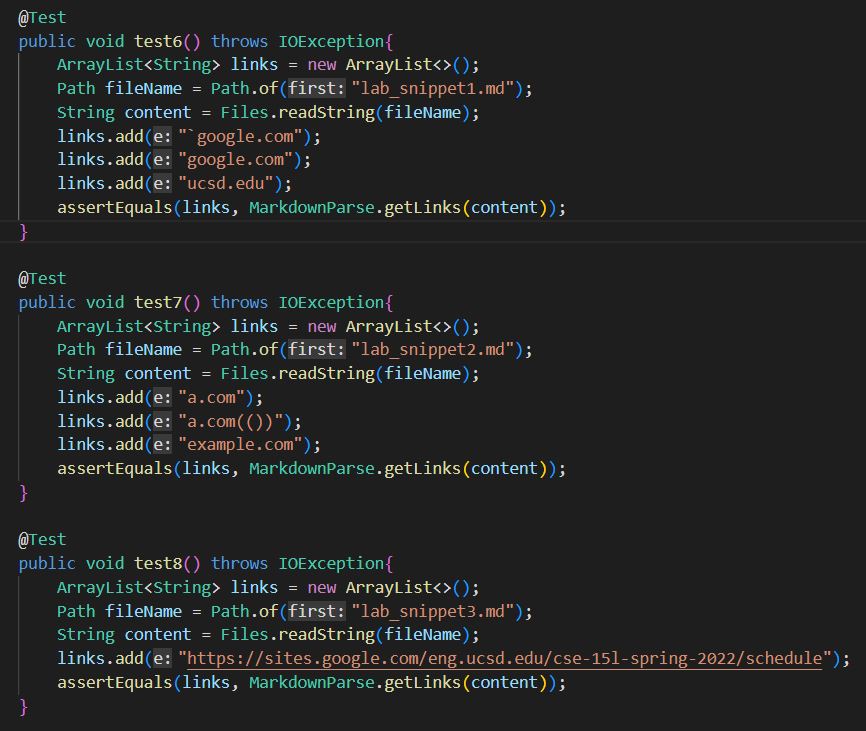 @Test
public void test6() throws IOException{
ArrayList<String> links = new ArrayList<>();
Path fileName = Path.of(first: "lab_snippet1.md");
String content = Files.readString(fileName);
links.add(e: "`google.com");
links.add(e: "google.com");
links.add(e: "ucsd.edu");
assertEquals(links, MarkdownParse.getLinks(content));
}
@Test
public void test7() throws IOException{
ArrayList<String> links = new ArrayList<>();
Path fileName = Path.of(first: "lab_snippet2.md");
String content = Files.readString(fileName);
links.add(e: "a.com");
links.add(e: "a.com(())");
links.add(e: "example.com");
assertEquals(links, MarkdownParse.getLinks(content));
}
@Test
public void test8() throws IOException{
ArrayList<String> links = new ArrayList<>();
Path fileName = Path.of(first: "lab_snippet3.md");
String content = Files.readString(fileName);
links.add(e: "https://sites.google.com/eng.ucsd.edu/cse-15l-spring-2022/schedule");
assertEquals(links, MarkdownParse.getLinks(content));
}